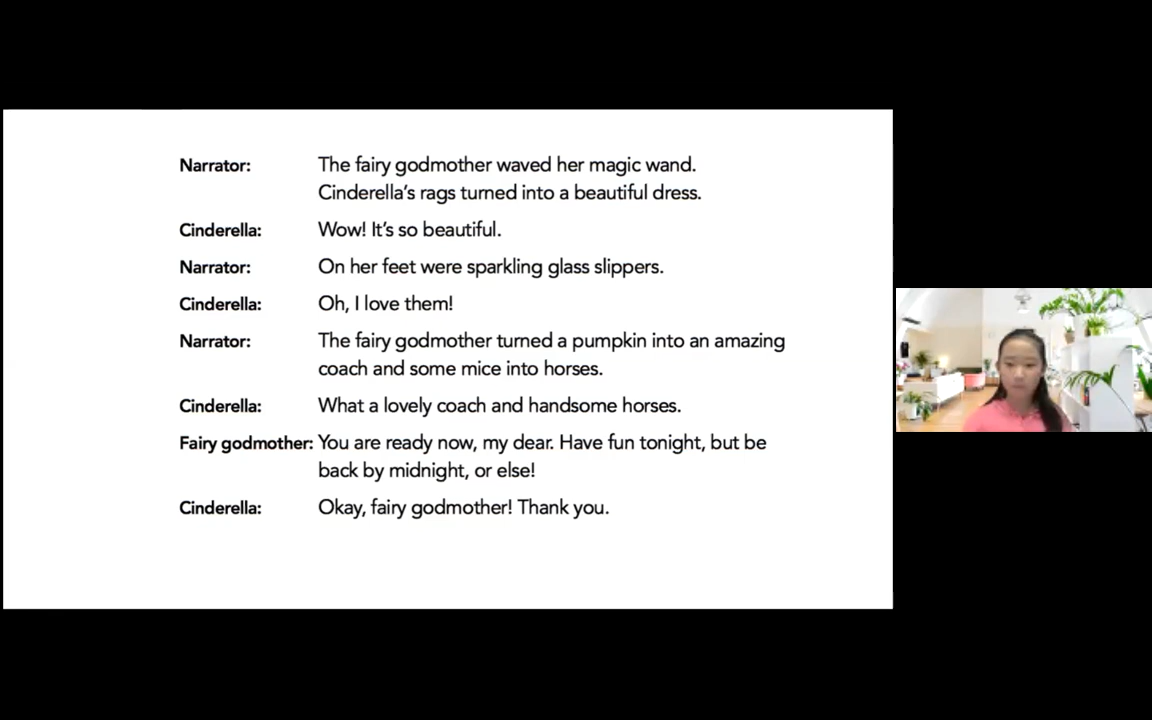 Narrator: The fairy godmother waved her magic wand.
Cinderella’s rags turned into a beautiful dress.
Cinderella: Wow! It’s so beautiful.
Narrator: On her feet were sparkling glass slippers.
Cinderella: Oh, I love them!
Narrator: The fairy godmother turned a pumpkin into an amazing
coach and some mice into horses.
Cinderella: What a lovely coach and handsome horses.
Fairy godmother: You are ready now, my dear. Have fun tonight, but be
back by midnight, or else!
Cinderella: Okay, fairy godmother! Thank you.